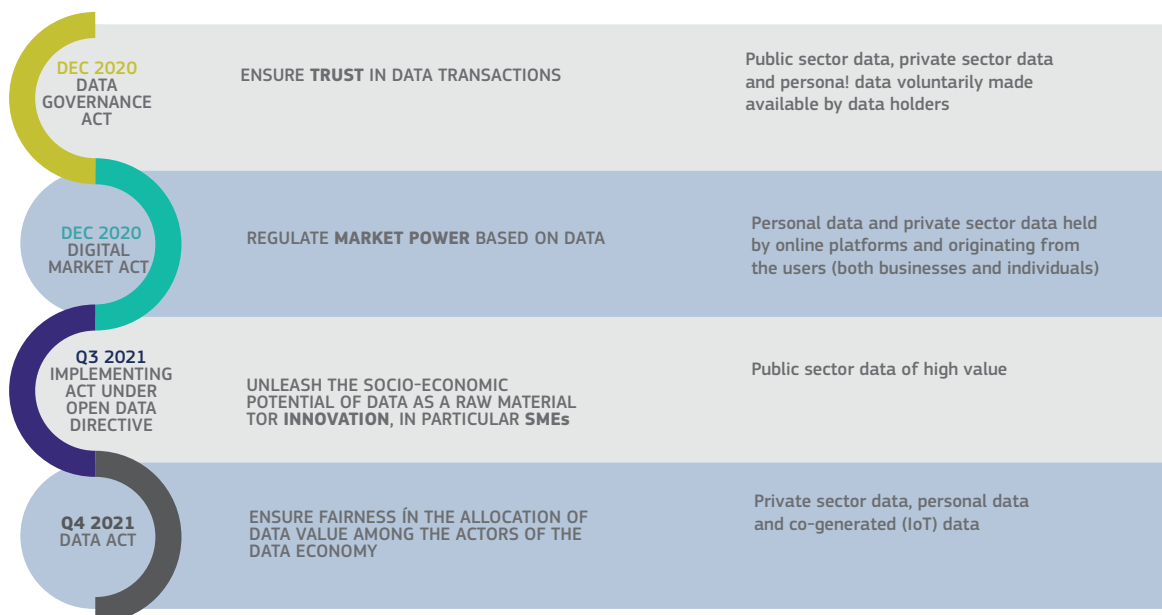 DEC 2020
DATA
GOVERNANCE
ACT
ENSURE TRUST IN DATA TRANSACTIONS
Public sector data, private sector data
and persona! data voluntarily made
available by data holders
DEC 2020
DIGITAL
MARKET ACT
REGULATE MARKET POWER BASED ON DATA
Personal data and private sector data held
by online platforms and originating from
the users (both businesses and individuals)
Q3 2021
IMPLEMENTING
ACT UNDER
OPEN DATA
DIRECTIVE
UNLEASH THE SOCIO-ECONOMIC
POTENTIAL OF DATA AS A RAW MATERIAL
TOR INNOVATION, IN PARTICULAR SMEs
Public sector data of high value
Q4 2021
DATA ACT
ENSURE FAIRNESS ÍN THE ALLOCATION OF
DATA VALUE AMONG THE ACTORS OF THE
DATA ECONOMY
Private sector data, personal data
and co-generated (IoT) data